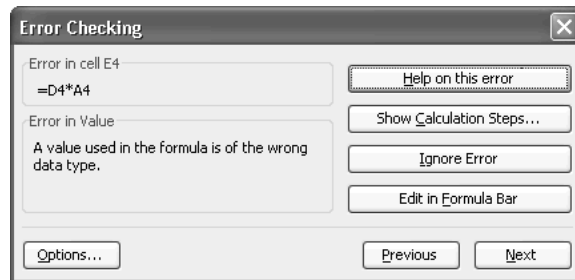 Error Checking
Error in cell E4
=D4*A4
Error in Value
A value used in the formula is of the wrong
data type.
Help on this error
Show Calculation Steps...
Ignore Error
Edit in Formula Bar
Options...
Previous
Next